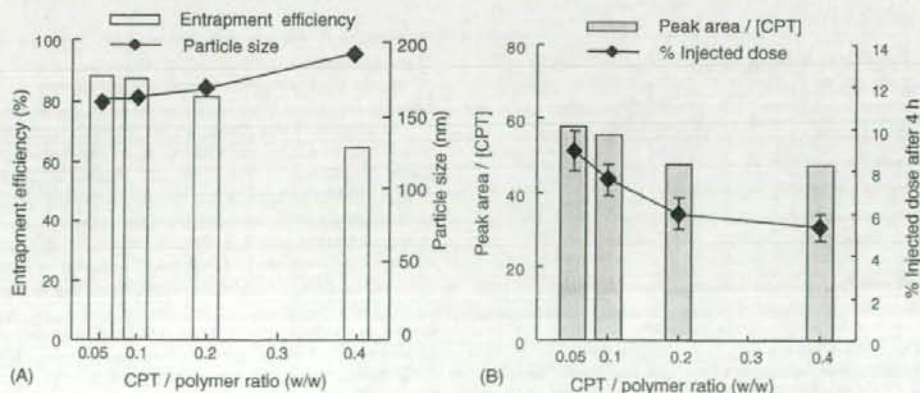 Entrapment efficiency
Particle size
Entrapment efficiency (%)
100
80
60
40
20
0
200
150
100
50
0
Particle size (nm)
0.05
0.1
0.2
0.3
0.4
(A)
CPT / polymer ratio (w/w)
Peak area / [CPT]
% Injected dose
Peak area / [CPT]
80
60
40
20
0
14
12
10
8
6
4
2
0
% Injected dose after 4 h
0.05
0.1
0.2
0.3
0.4
(B)
CPT / polymer ratio (w/w)